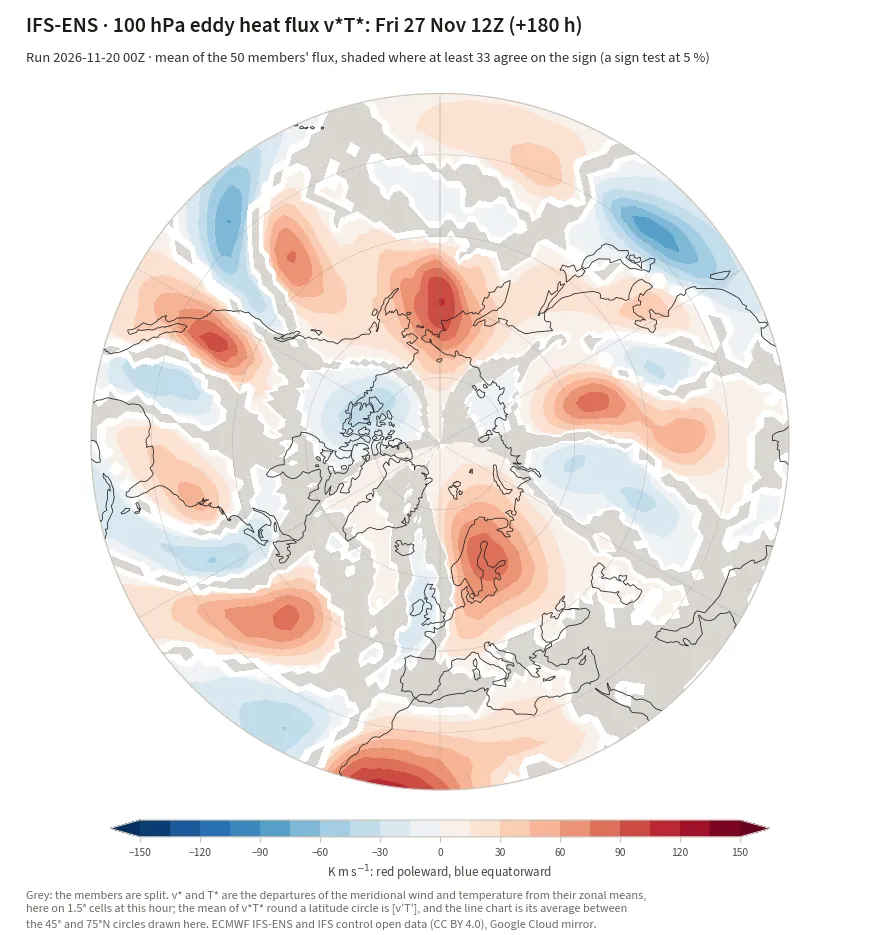 IFS-ENS · 100 hPa eddy heat flux v*T*: Fri 27 Nov 12Z (+180 h)
Run 2026-11-20 00Z · mean of the 50 members' flux, shaded where at least 33 agree on the sign (a sign test at 5 %)
−150 −120 −90 −60 −30 0 30 60 90 120 150
K m s⁻¹: red poleward, blue equatorward
Grey: the members are split. v* and T* are the departures of the meridional wind and temperature from their zonal means,
here on 1.5° cells at this hour; the mean of v*T* round a latitude circle is [v'T'], and the line chart is its average between
the 45° and 75°N circles drawn here. ECMWF IFS-ENS and IFS control open data (CC BY 4.0), Google Cloud mirror.